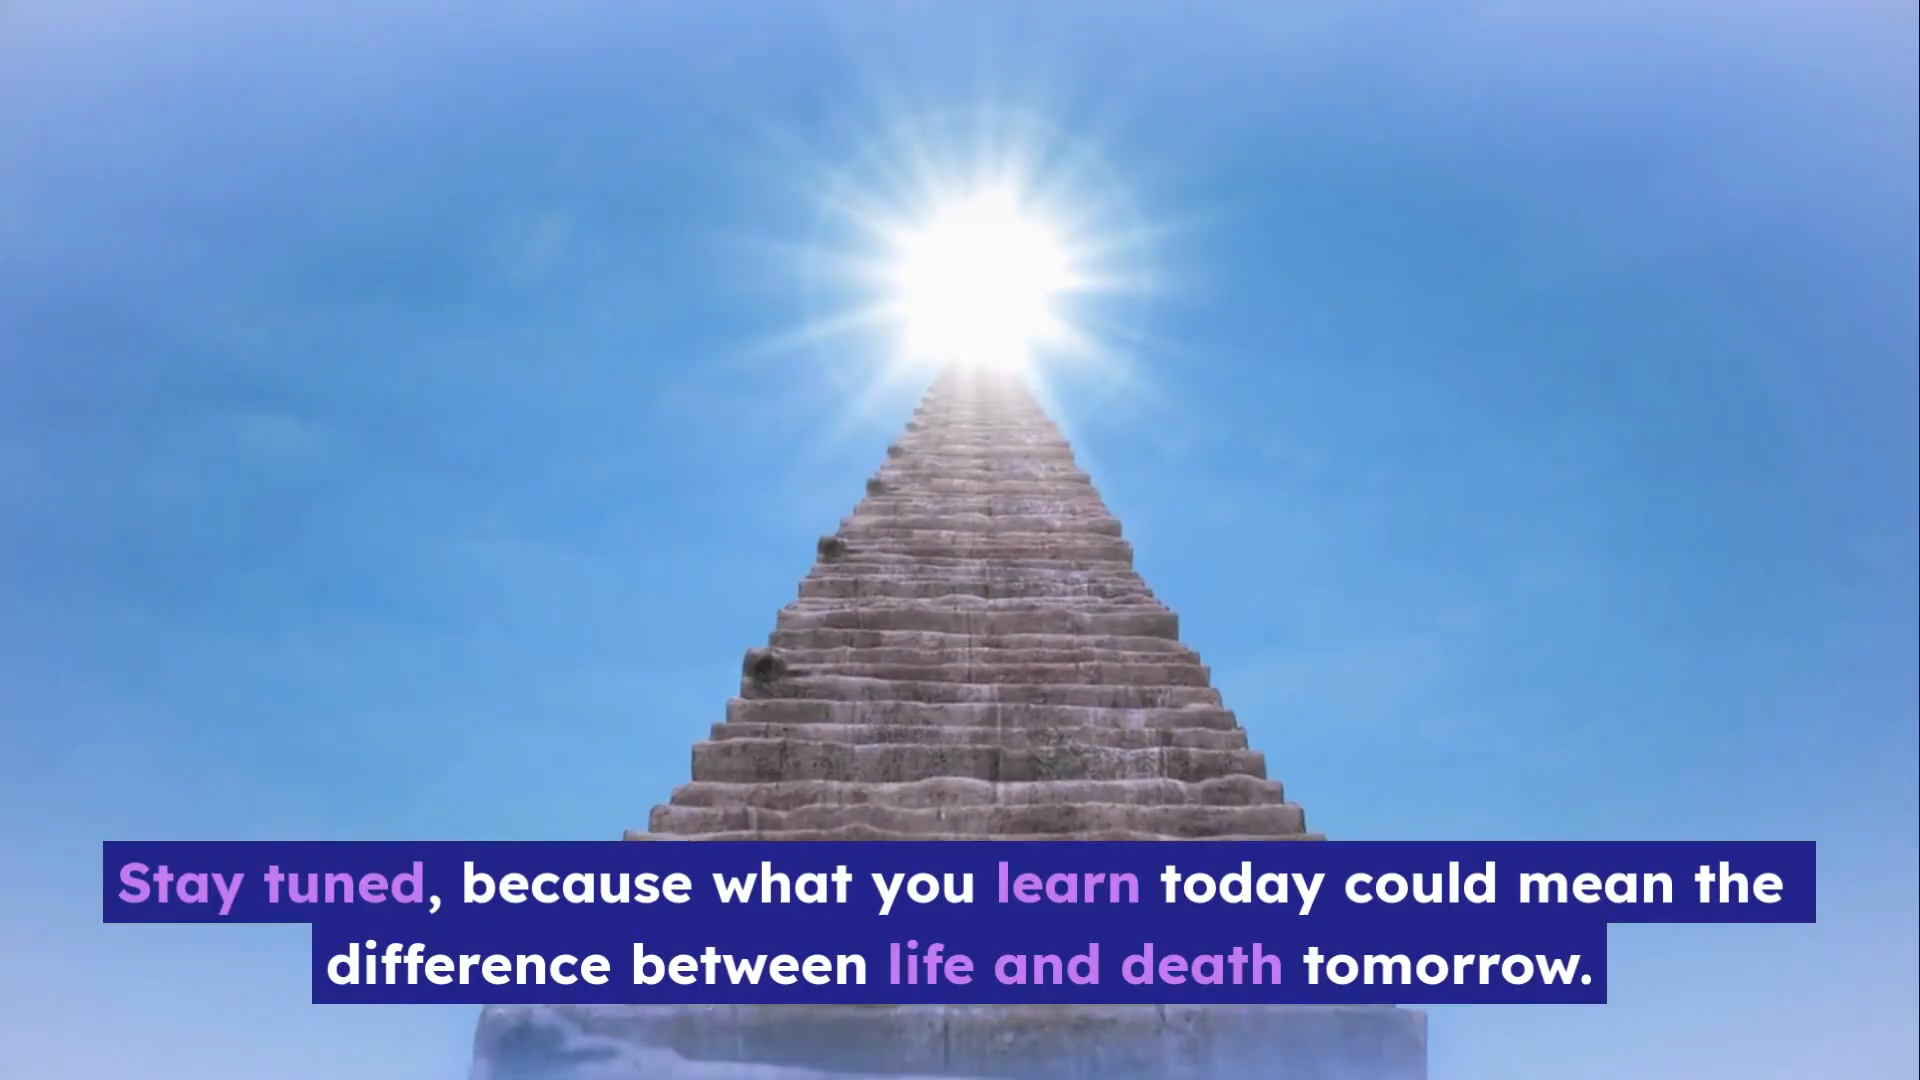 Stay tuned, because what you learn today could mean the
difference between life and death tomorrow.